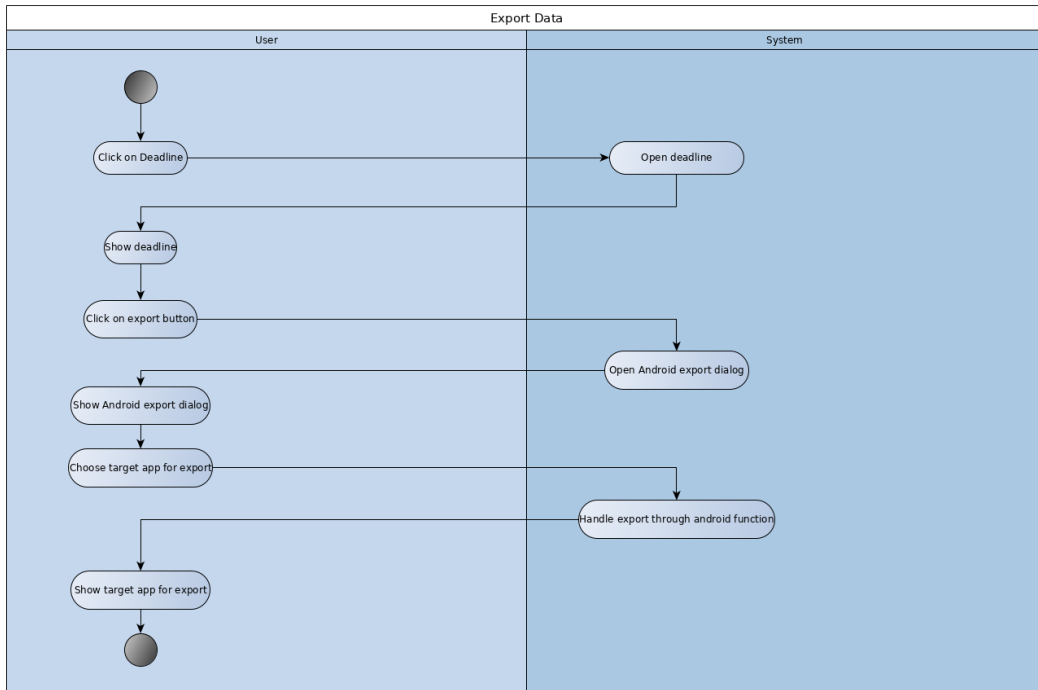 Export Data
User
System
Click on Deadline
Open deadline
Show deadline
Click on export button
Open Android export dialog
Show Android export dialog
Choose target app for export
Handle export through android function
Show target app for export